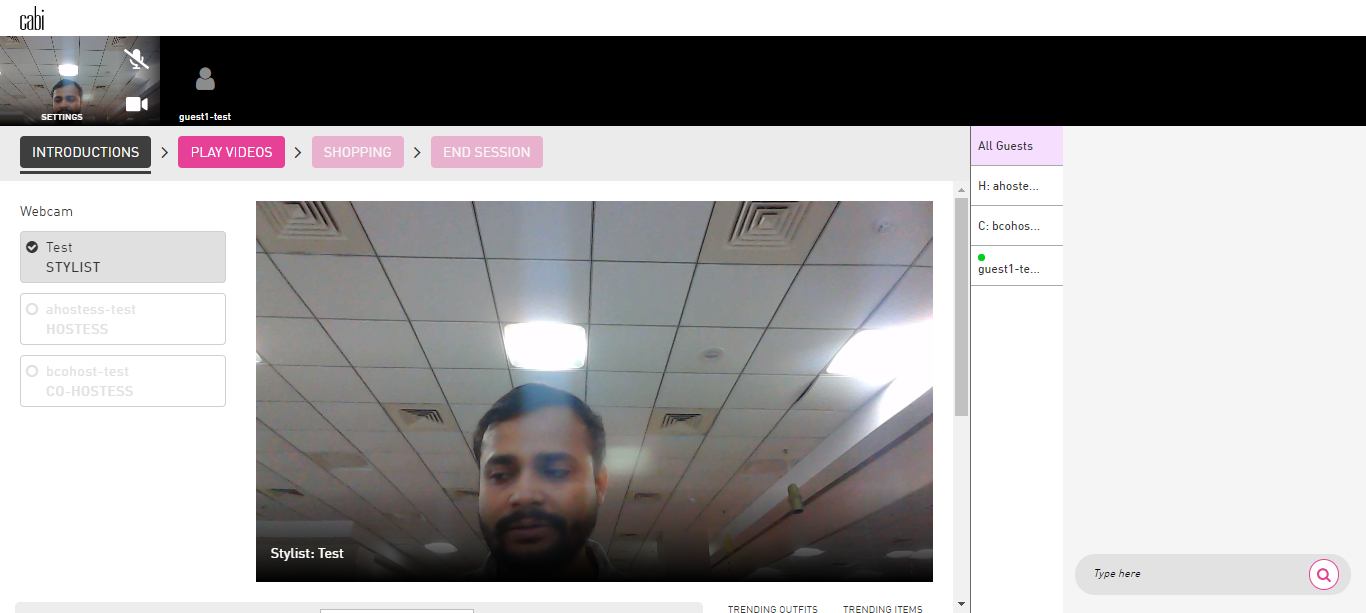 cabi
SETTINGS
guest1-test
INTRODUCTIONS
PLAY VIDEOS
SHOPPING
END SESSION
Webcam
Test
STYLIST
ahostess-test
HOSTESS
bcohost-test
CO-HOSTESS
Stylist: Test
TRENDING OUTFITS
TRENDING ITEMS
All Guests
H: ahoste...
C: bcohos...
guest1-te...
Type here